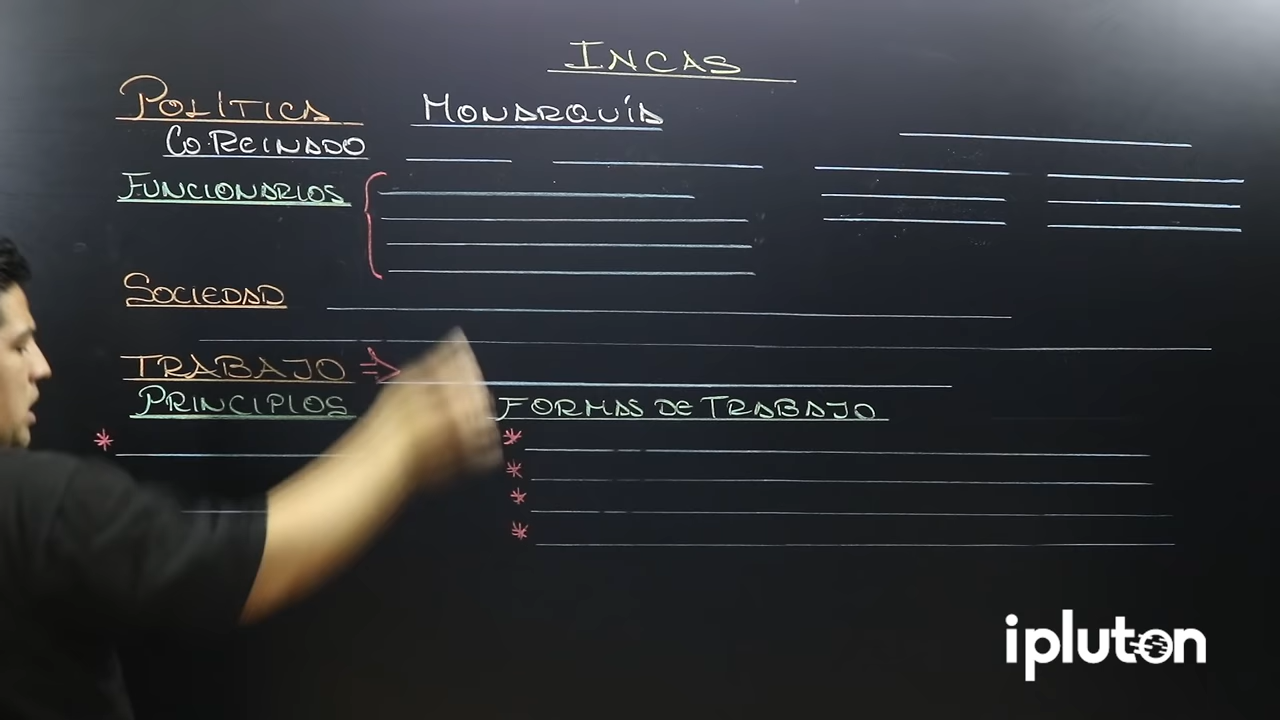 INCAS
POLÍTICA MONARQUÍA
CO.REINADO
FUNCIONARIOS
SOCIEDAD
TRABAJO ⇒
PRINCIPIOS FORMAS DE TRABAJO
*
*
*
*
*
ipluton